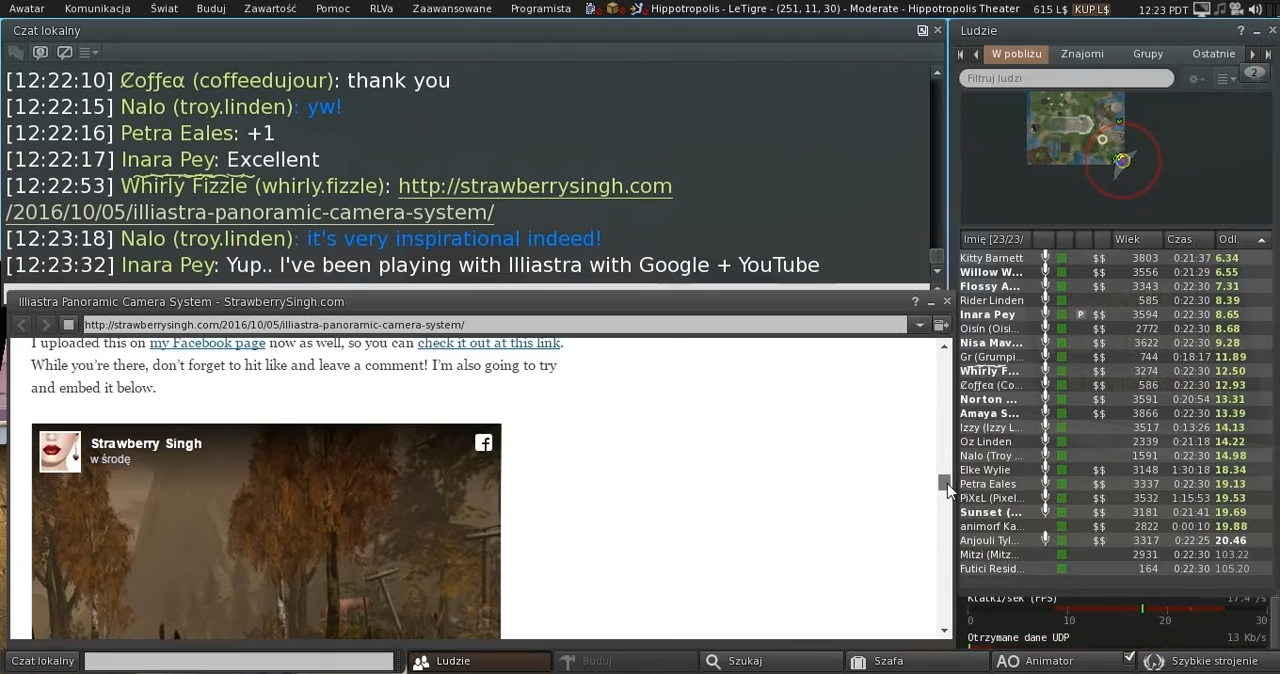 Awatar Komunikacja Świat Buduj Zawartość Pomoc RLVa Zaawansowane Programista Hippotropolis - LeTigre - (251, 11, 30) - Moderate - Hippotropolis Theater 615 L$ KUP L$ 12:23 PDT
Czat lokalny
[12:22:10] Ȼoƒƒєα (coffeedujour): thank you
[12:22:15] Nalo (troy.linden): yw!
[12:22:16] Petra Eales: +1
[12:22:17] Inara Pey: Excellent
[12:22:53] Whirly Fizzle (whirly.fizzle): http://strawberrysingh.com
/2016/10/05/illiastra-panoramic-camera-system/
[12:23:18] Nalo (troy.linden): it's very inspirational indeed!
[12:23:32] Inara Pey: Yup.. I've been playing with Illiastra with Google + YouTube
Illiastra Panoramic Camera System - StrawberrySingh.com
http://strawberrysingh.com/2016/10/05/illiastra-panoramic-camera-system/
I uploaded this on my Facebook page now as well, so you can check it out at this link.
While you're there, don't forget to hit like and leave a comment! I'm also going to try
and embed it below.
Strawberry Singh
w środę
Ludzie
W pobliżu Znajomi Grupy Ostatnie
Filtruj ludzi
2
Imię [23/23/ Wiek Czas Odl.
Kitty Barnett $$ 3803 0:21:37 6.34
Willow W... $$ 3556 0:21:29 6.55
Flossy A... $$ 3343 0:22:30 7.31
Rider Linden 585 0:22:30 8.39
Inara Pey P $$ 3594 0:22:30 8.65
Oisín (Oisi... 2772 0:22:30 8.68
Nisa Mav... $$ 3622 0:22:30 9.28
Gr (Grumpi... $$ 744 0:18:17 11.89
Whirly F... $$ 3274 0:22:30 12.50
Ȼoƒƒєα (Co... $$ 586 0:22:30 12.93
Norton ... $$ 3591 0:20:54 13.31
Amaya S... $$ 3866 0:22:30 13.39
Izzy (Izzy L... 3517 0:13:26 14.13
Oz Linden 2339 0:21:18 14.22
Nalo (Troy ... 1591 0:22:30 14.98
Elke Wylie $$ 3148 1:30:18 18.34
Petra Eales $$ 3337 0:22:30 19.13
PiXєL (Pixel... $$ 3532 1:15:53 19.53
Sunset (... $$ 3181 0:21:41 19.69
animorf Ka... $$ 2822 0:00:10 19.88
Anjouli Tyl... $$ 3317 0:22:25 20.46
Mitzi (Mitz... 2931 0:22:30 103.22
Futici Resid... 164 0:22:30 105.20
Klatki/sek (FPS) 17.4 /s
0 10 20 30
Otrzymane dane UDP 13 Kb/s
Czat lokalny Ludzie Buduj Szukaj Szafa AO Animator Szybkie strojenie